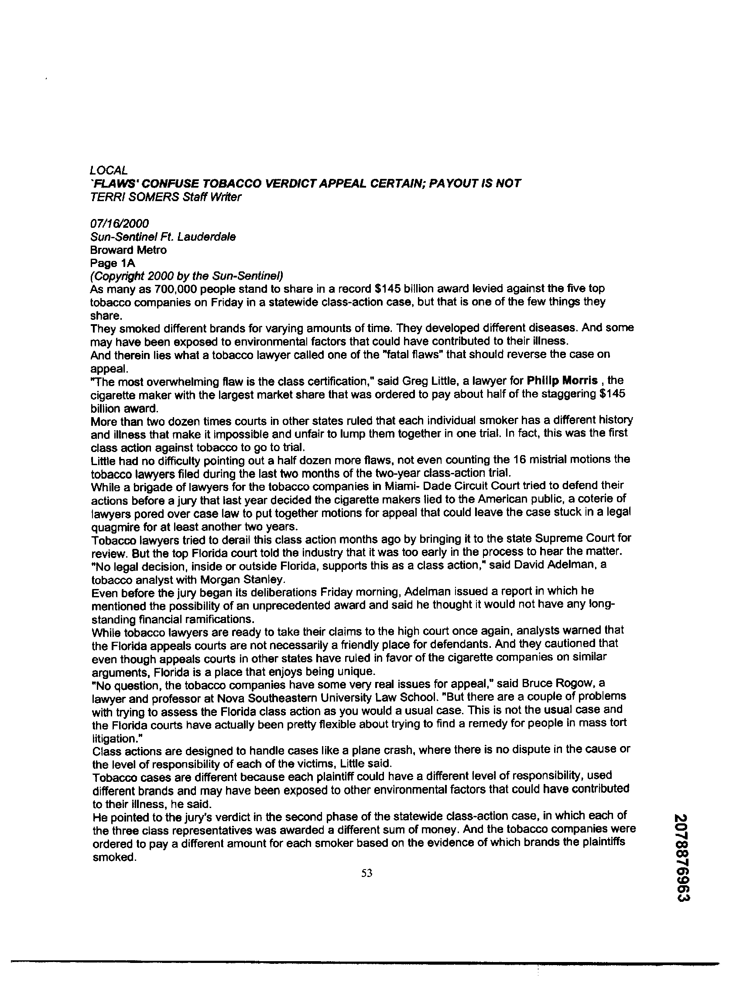 LOCAL
`FLAWS' CONFUSE TOBACCO VERDICT APPEAL CERTAIN; PAYOUT IS NOT
TERRI SOMERS Staff Writer
07/16/2000
Sun-Sentinel Ft. Lauderdale
Broward Metro
Page 1A
(Copyright 2000 by the Sun-Sentinel)
As many as 700,000 people stand to share in a record $145 billion award levied against the five top
tobacco companies on Friday in a statewide class-action case, but that is one of the few things they
share.
They smoked different brands for varying amounts of time. They developed different diseases. And some
may have been exposed to environmental factors that could have contributed to their illness.
And therein lies what a tobacco lawyer called one of the "fatal flaws" that should reverse the case on
appeal.
"The most overwhelming flaw is the class certification," said Greg Little, a lawyer for Philip Morris , the
cigarette maker with the largest market share that was ordered to pay about half of the staggering $145
billion award.
More than two dozen times courts in other states ruled that each individual smoker has a different history
and illness that make it impossible and unfair to lump them together in one trial. In fact, this was the first
class action against tobacco to go to trial.
Little had no difficulty pointing out a half dozen more flaws, not even counting the 16 mistrial motions the
tobacco lawyers filed during the last two months of the two-year class-action trial.
While a brigade of lawyers for the tobacco companies in Miami- Dade Circuit Court tried to defend their
actions before a jury that last year decided the cigarette makers lied to the American public, a coterie of
lawyers pored over case law to put together motions for appeal that could leave the case stuck in a legal
quagmire for at least another two years.
Tobacco lawyers tried to derail this class action months ago by bringing it to the state Supreme Court for
review. But the top Florida court told the industry that it was too early in the process to hear the matter.
"No legal decision, inside or outside Florida, supports this as a class action," said David Adelman, a
tobacco analyst with Morgan Stanley.
Even before the jury began its deliberations Friday morning, Adelman issued a report in which he
mentioned the possibility of an unprecedented award and said he thought it would not have any long-
standing financial ramifications.
While tobacco lawyers are ready to take their claims to the high court once again, analysts warned that
the Florida appeals courts are not necessarily a friendly place for defendants. And they cautioned that
even though appeals courts in other states have ruled in favor of the cigarette companies on similar
arguments, Florida is a place that enjoys being unique.
"No question, the tobacco companies have some very real issues for appeal," said Bruce Rogow, a
lawyer and professor at Nova Southeastern University Law School. "But there are a couple of problems
with trying to assess the Florida class action as you would a usual case. This is not the usual case and
the Florida courts have actually been pretty flexible about trying to find a remedy for people in mass tort
litigation."
Class actions are designed to handle cases like a plane crash, where there is no dispute in the cause or
the level of responsibility of each of the victims, Little said.
Tobacco cases are different because each plaintiff could have a different level of responsibility, used
different brands and may have been exposed to other environmental factors that could have contributed
to their illness, he said.
He pointed to the jury's verdict in the second phase of the statewide class-action case, in which each of
the three class representatives was awarded a different sum of money. And the tobacco companies were
ordered to pay a different amount for each smoker based on the evidence of which brands the plaintiffs
smoked.
53
2078876963